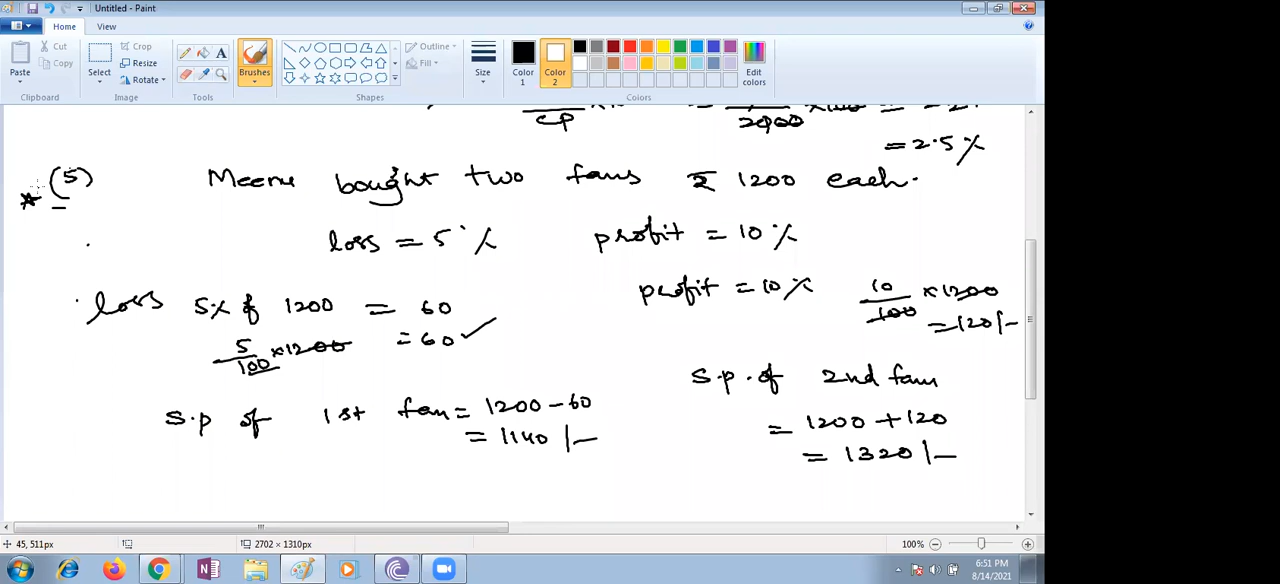 Untitled - Paint
Home View
Paste
Cut
Copy
Clipboard
Select
Crop
Resize
Rotate
Image
A
Tools
Brushes
Shapes
Outline
Fill
Size
Color 1
Color 2
Edit colors
Colors
CP
2000
= 2.5%
(5) Meenu bought two fans ₹ 1200 each.
loss = 5% profit = 10%
loss 5% of 1200 = 60
5/100 × 1200 = 60 ✓
profit = 10% 10/100 × 1200
= 120/-
S.p of 1st fan = 1200 - 60
= 1140/-
S.p. of 2nd fan
= 1200 + 120
= 1320/-
45, 511px
2702 × 1310px
100%
6:51 PM
8/14/2021